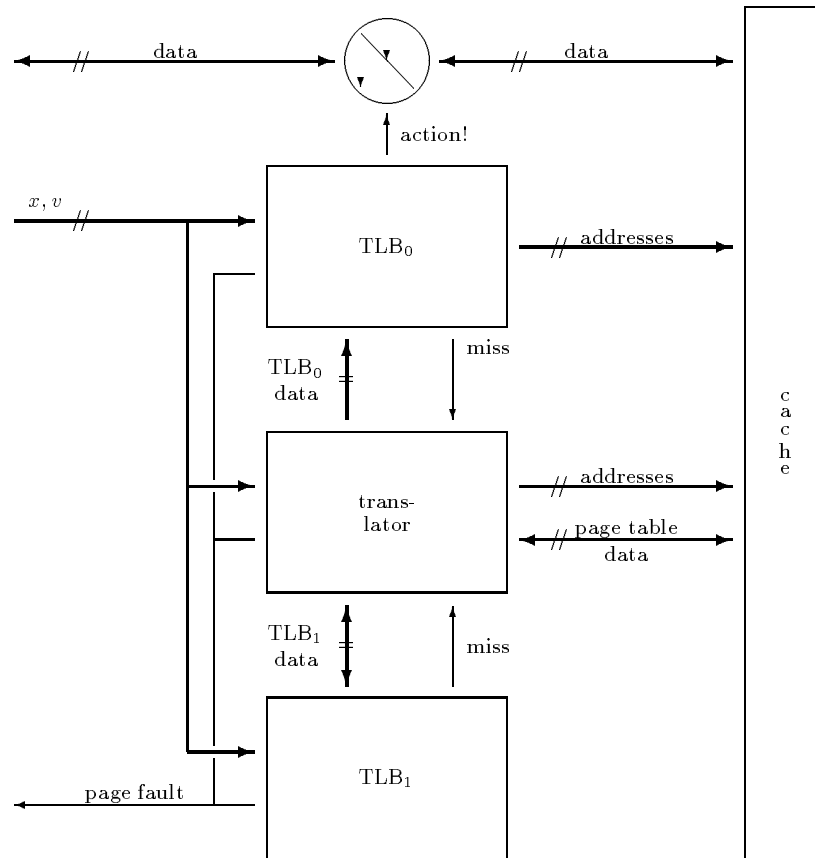 data
data
action!
x, v
TLB₀
addresses
miss
TLB₀
data
cache
trans-
lator
addresses
page table
data
TLB₁
data
miss
TLB₁
page fault